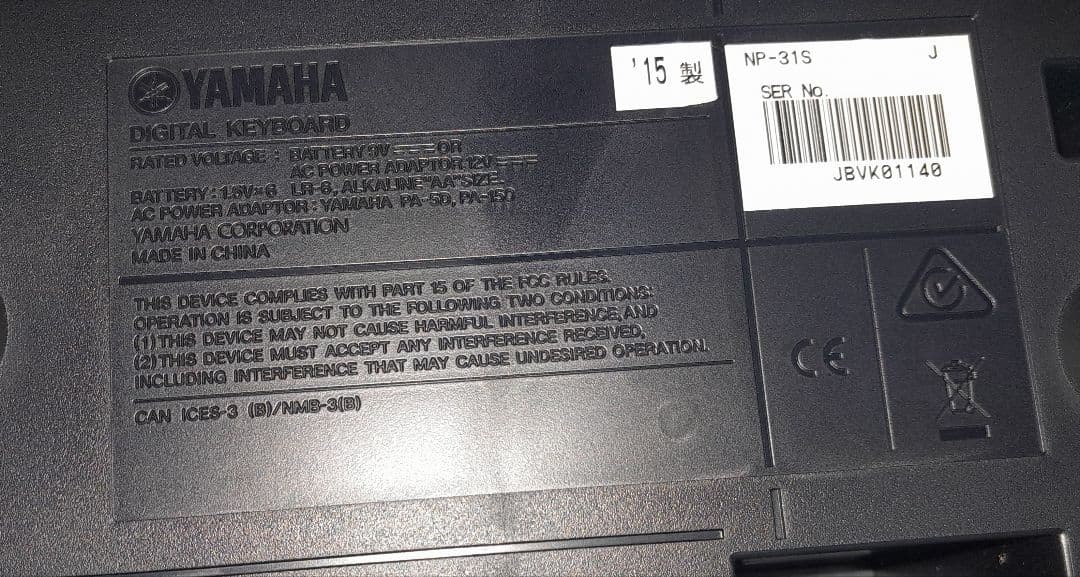 YAMAHA
DIGITAL KEYBOARD
RATED VOLTAGE : BATTERY 9V OR
AC POWER ADAPTOR 12V
BATTERY : 1.5V×6 LR-6, ALKALINE "AA" SIZE
AC POWER ADAPTOR : YAMAHA PA-5D, PA-150
YAMAHA CORPORATION
MADE IN CHINA
'15 製
NP-31S J
SER No.
JBVK01140
THIS DEVICE COMPLIES WITH PART 15 OF THE FCC RULES.
OPERATION IS SUBJECT TO THE FOLLOWING TWO CONDITIONS:
(1) THIS DEVICE MAY NOT CAUSE HARMFUL INTERFERENCE, AND
(2) THIS DEVICE MUST ACCEPT ANY INTERFERENCE RECEIVED,
INCLUDING INTERFERENCE THAT MAY CAUSE UNDESIRED OPERATION.
CAN ICES-3 (B)/NMB-3(B)
CE